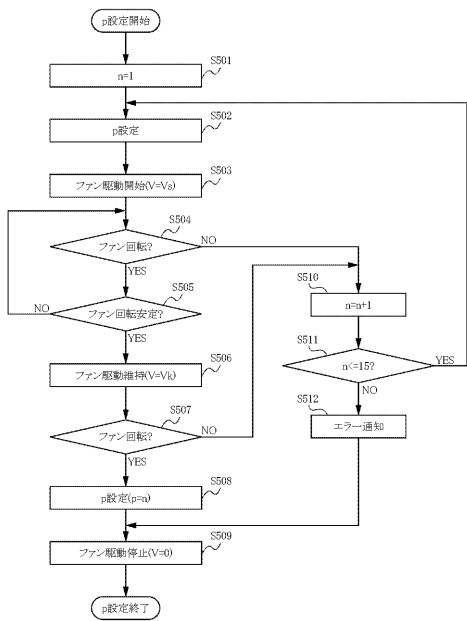 p設定開始
S501
n=1
S502
p設定
S503
ファン駆動開始(V=Vs)
S504
ファン回転?
NO
YES
S505
ファン回転安定?
NO
YES
S506
ファン駆動維持(V=Vk)
S507
ファン回転?
NO
YES
S508
p設定(p=n)
S509
ファン駆動停止(V=0)
p設定終了
S510
n=n+1
S511
n<=15?
YES
NO
S512
エラー通知